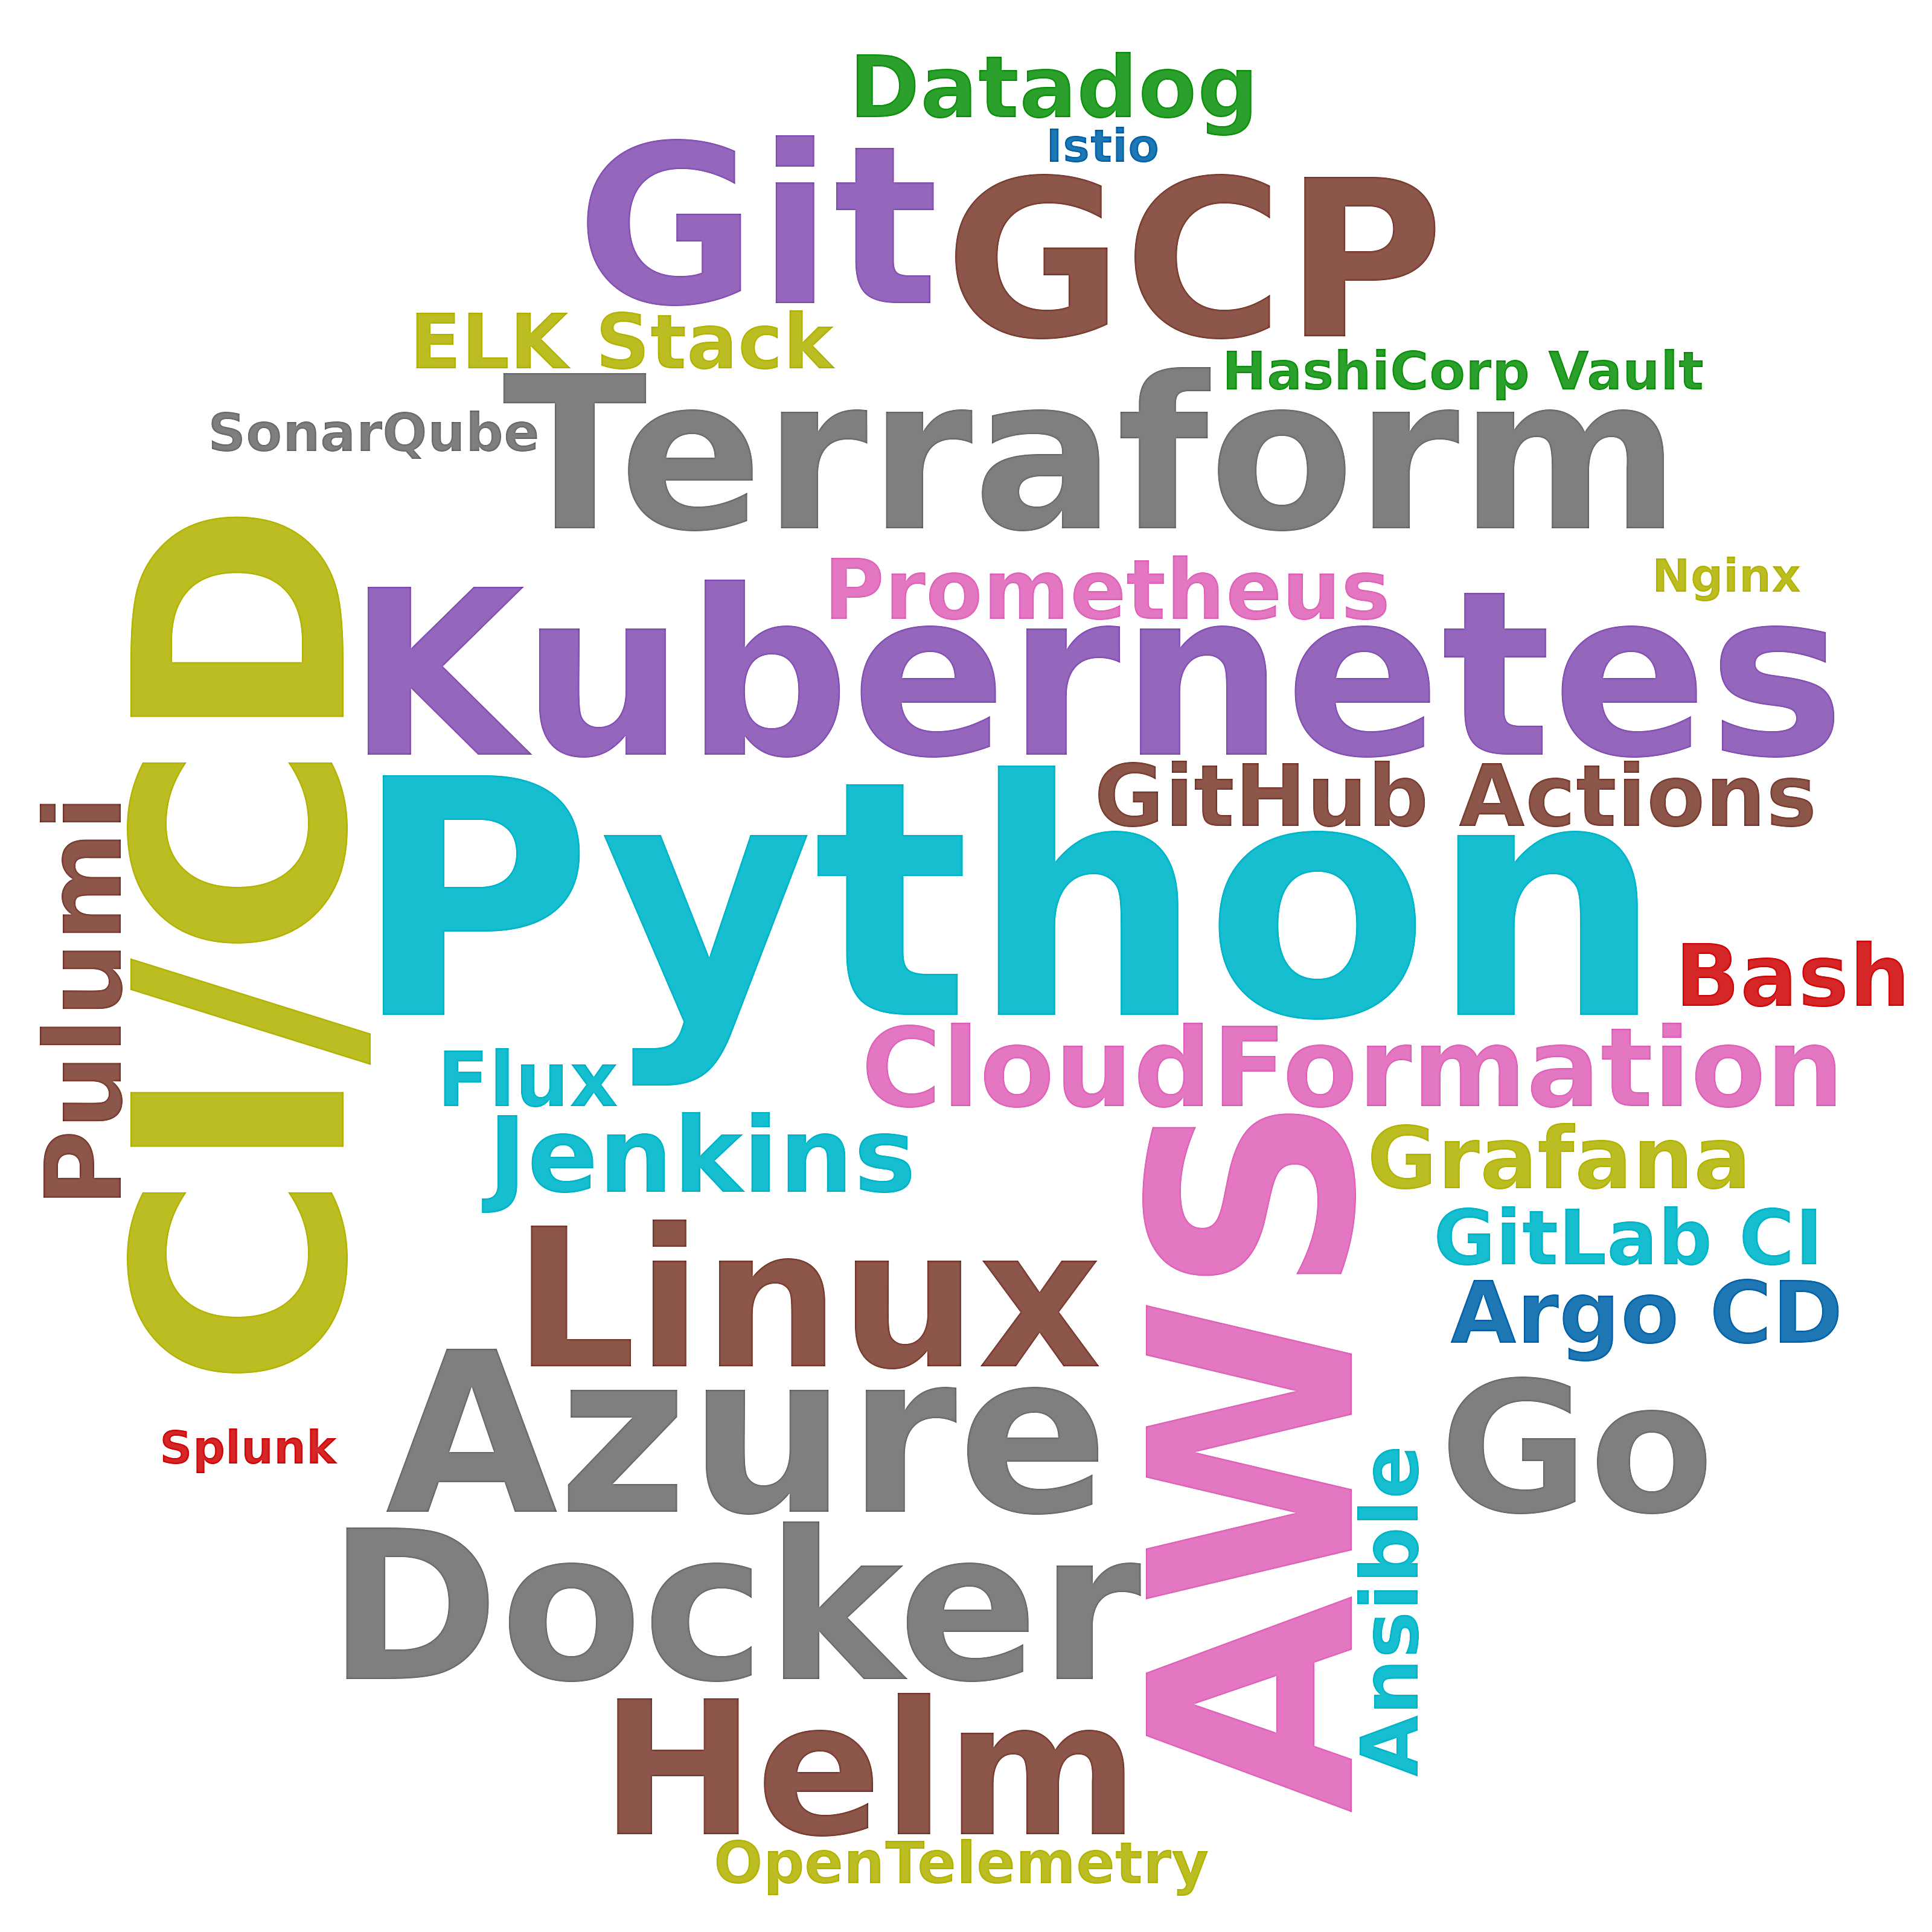 Datadog
Istio
Git
GCP
ELK Stack
HashiCorp Vault
Terraform
SonarQube
Prometheus
Nginx
Kubernetes
CI/CD
GitHub Actions
Python
Pulumi
Bash
CloudFormation
Flux
Jenkins
AWS
Grafana
GitLab CI
Linux
Argo CD
Azure
Go
Splunk
Ansible
Docker
Helm
OpenTelemetry